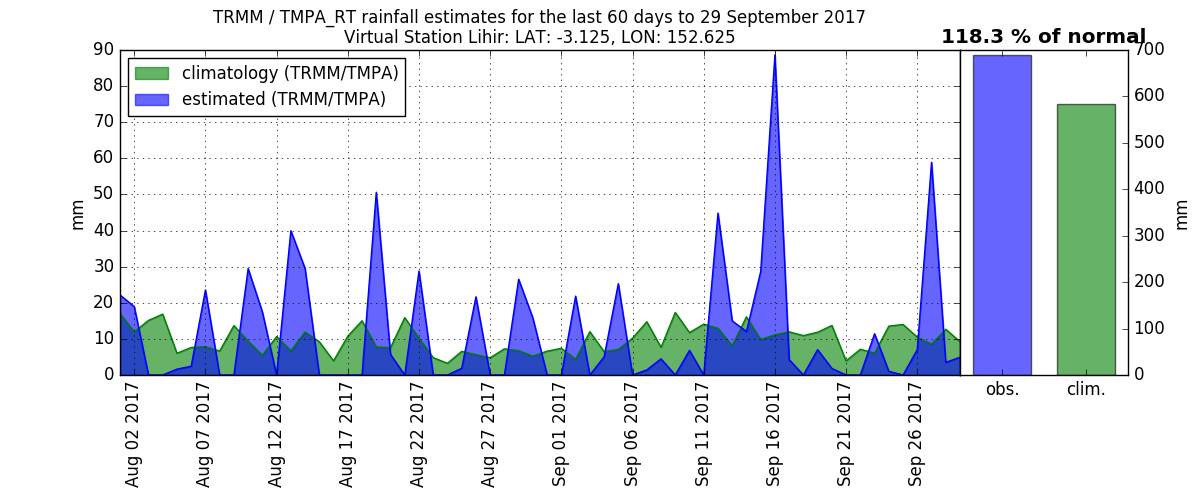 TRMM / TMPA_RT rainfall estimates for the last 60 days to 29 September 2017
Virtual Station Lihir: LAT: -3.125, LON: 152.625
118.3 % of normal
climatology (TRMM/TMPA)
estimated (TRMM/TMPA)
mm
90
80
70
60
50
40
30
20
10
0
Aug 02 2017
Aug 07 2017
Aug 12 2017
Aug 17 2017
Aug 22 2017
Aug 27 2017
Sep 01 2017
Sep 06 2017
Sep 11 2017
Sep 16 2017
Sep 21 2017
Sep 26 2017
obs.
clim.
700
600
500
400
300
200
100
0
mm